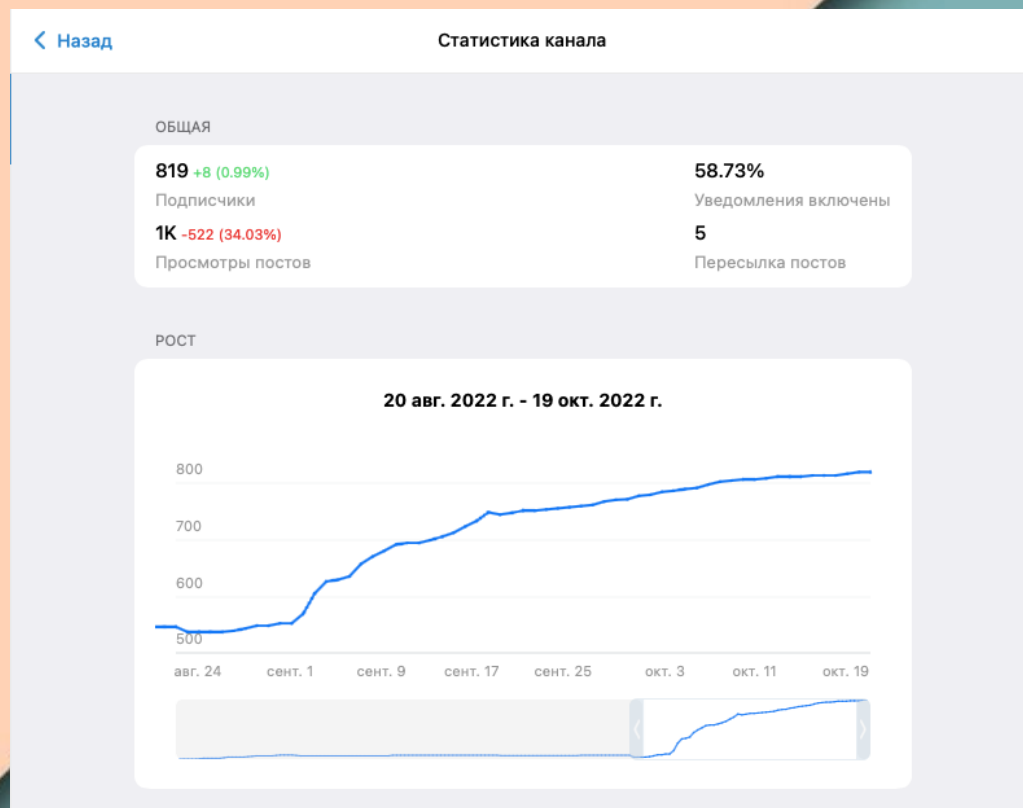 Назад
Статистика канала
ОБЩАЯ
819 +8 (0.99%)
Подписчики
58.73%
Уведомления включены
1K -522 (34.03%)
Просмотры постов
5
Пересылка постов
РОСТ
20 авг. 2022 г. - 19 окт. 2022 г.
800
700
600
500
авг. 24 сент. 1 сент. 9 сент. 17 сент. 25 окт. 3 окт. 11 окт. 19